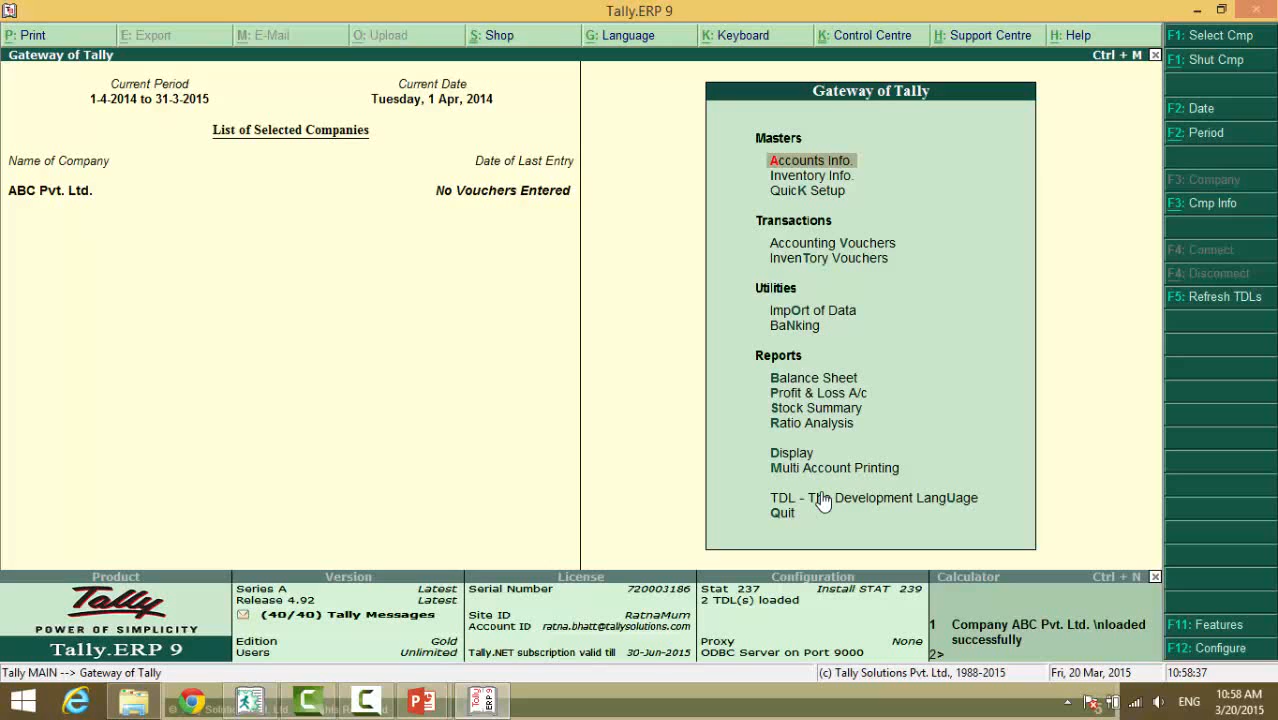 Tally.ERP 9
P: Print
E: Export
M: E-Mail
O: Upload
S: Shop
G: Language
K: Keyboard
K: Control Centre
H: Support Centre
H: Help
Gateway of Tally
Ctrl + M
Current Period
1-4-2014 to 31-3-2015
Current Date
Tuesday, 1 Apr, 2014
List of Selected Companies
Name of Company
Date of Last Entry
ABC Pvt. Ltd.
No Vouchers Entered
Gateway of Tally
Masters
Accounts Info.
Inventory Info.
QuicK Setup
Transactions
Accounting Vouchers
InvenTory Vouchers
Utilities
ImpOrt of Data
BaNking
Reports
Balance Sheet
Profit & Loss A/c
Stock Summary
Ratio Analysis
Display
Multi Account Printing
TDL - Development LangUage
Quit
F1: Select Cmp
F1: Shut Cmp
F2: Date
F2: Period
F3: Company
F3: Cmp Info
F4: Connect
F4: Disconnect
F5: Refresh TDLs
F11: Features
F12: Configure
Product
Tally
POWER OF SIMPLICITY
Tally.ERP 9
Version
Series A Latest
Release 4.92 Latest
(40/40) Tally Messages
Edition Gold
Users Unlimited
License
Serial Number 720003186
Site ID RatnaMum
Account ID ratna.bhatt@tallysolutions.com
Tally.NET subscription valid till 30-Jun-2015
Configuration
Stat 237 Install STAT 239
2 TDL(s) loaded
Proxy None
ODBC Server on Port 9000
Calculator
Ctrl + N
1 Company ABC Pvt. Ltd. \nloaded
successfully
2>
Tally MAIN --> Gateway of Tally
(c) Tally Solutions Pvt. Ltd., 1988-2015
Fri, 20 Mar, 2015
10:58:37
ENG
10:58 AM
3/20/2015